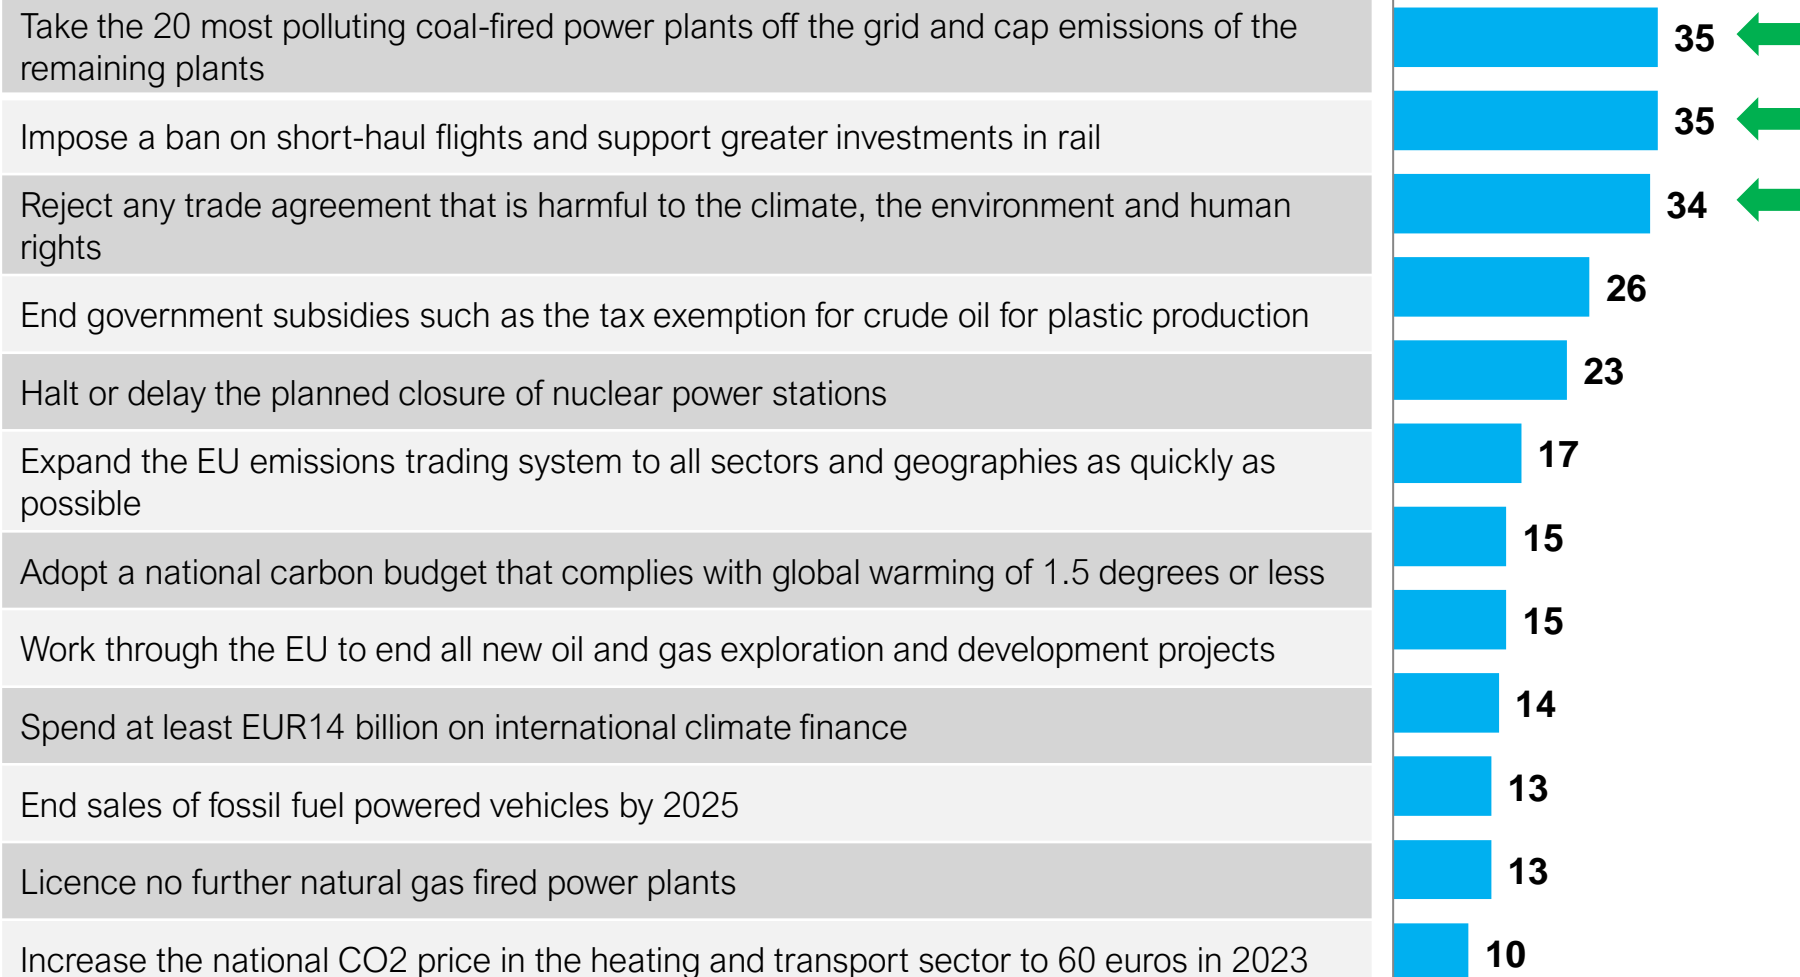 Take the 20 most polluting coal-fired power plants off the grid and cap emissions of the
remaining plants
35
Impose a ban on short-haul flights and support greater investments in rail
35
Reject any trade agreement that is harmful to the climate, the environment and human
rights
34
End government subsidies such as the tax exemption for crude oil for plastic production
26
Halt or delay the planned closure of nuclear power stations
23
Expand the EU emissions trading system to all sectors and geographies as quickly as
possible
17
Adopt a national carbon budget that complies with global warming of 1.5 degrees or less
15
Work through the EU to end all new oil and gas exploration and development projects
15
Spend at least EUR14 billion on international climate finance
14
End sales of fossil fuel powered vehicles by 2025
13
Licence no further natural gas fired power plants
13
Increase the national CO2 price in the heating and transport sector to 60 euros in 2023
10